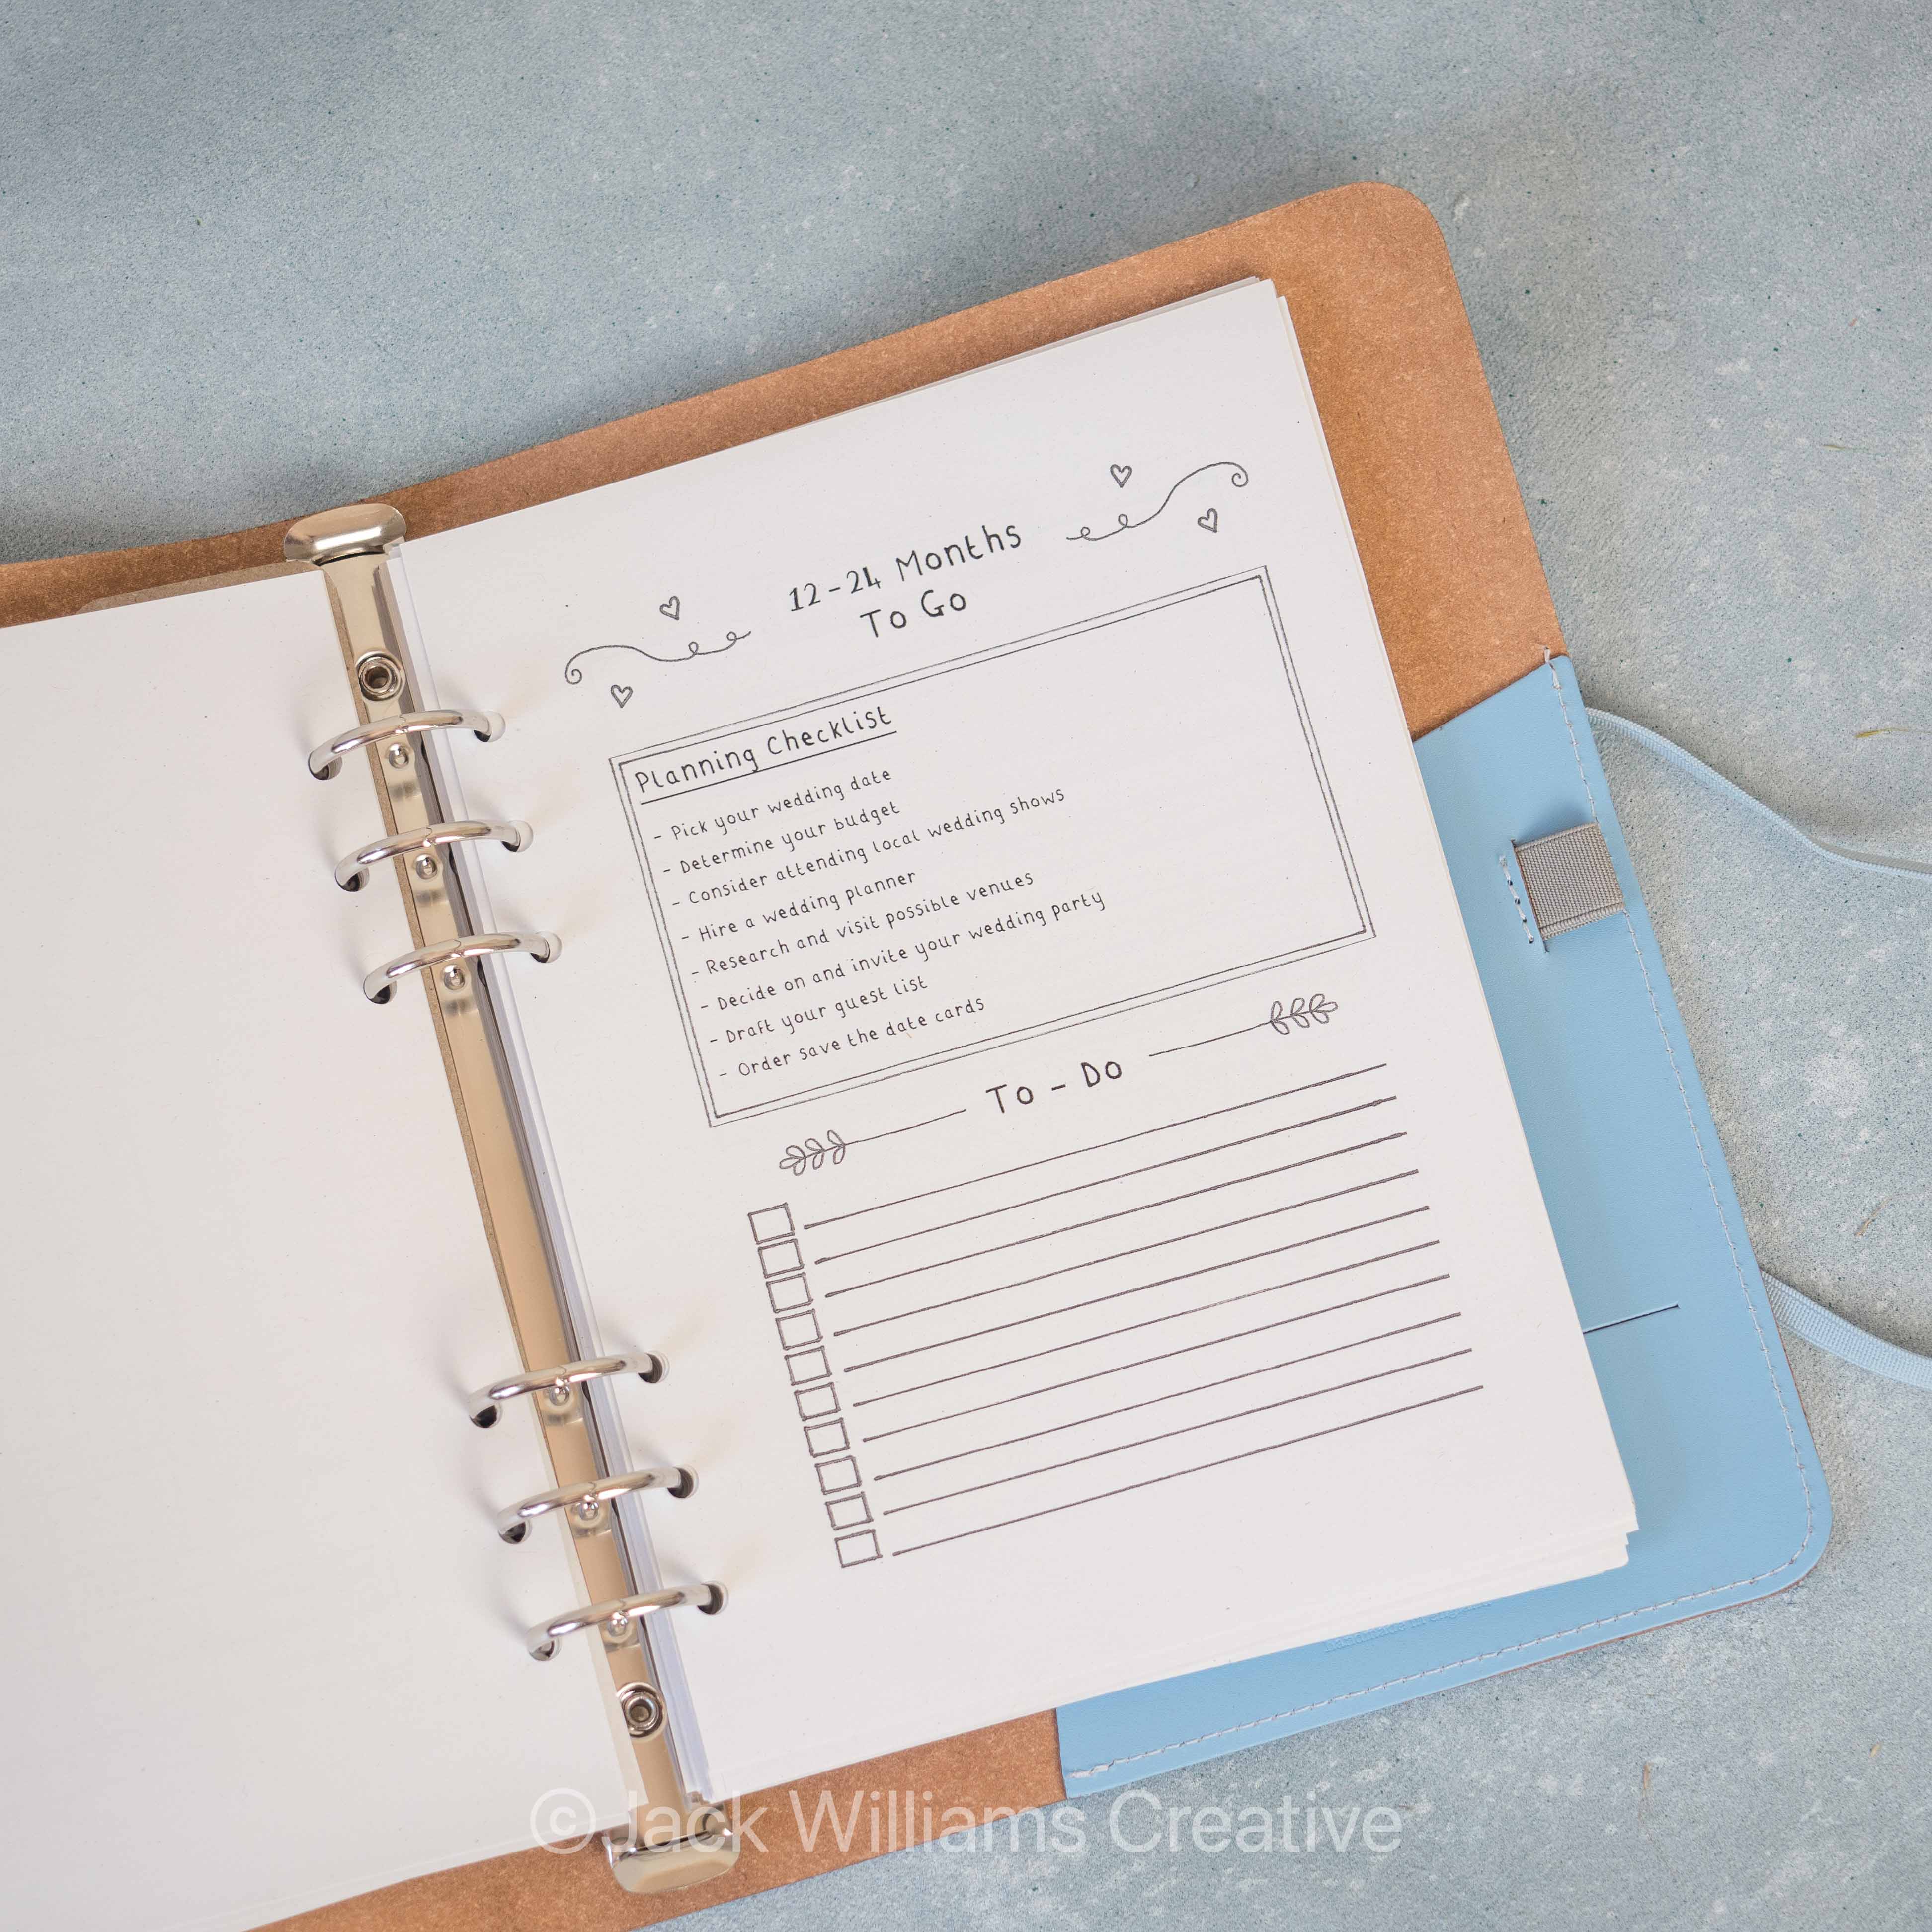 12-24 Months
To Go
Planning Checklist
- Pick your wedding date
- Determine your budget
- Consider attending local wedding shows
- Hire a wedding planner
- Research and visit possible venues
- Decide on and invite your wedding party
- Draft your guest list
- Order save the date cards
To - Do
©Jack Williams Creative